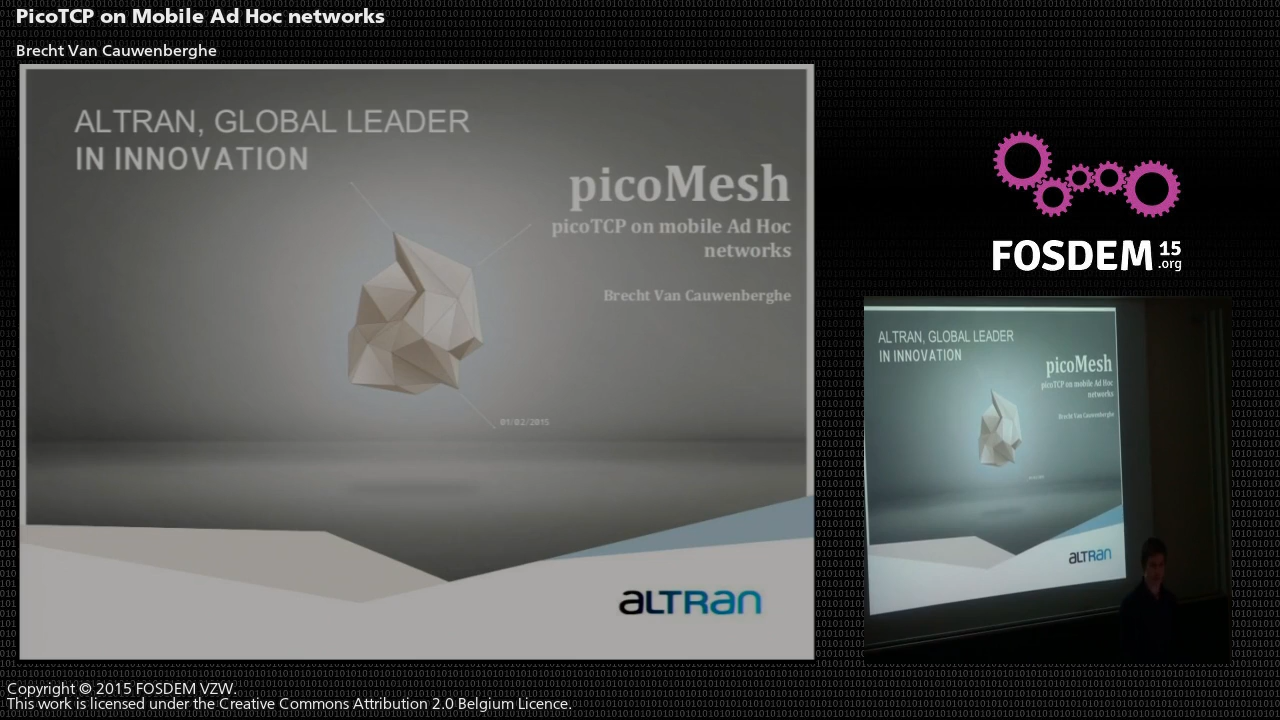 PicoTCP on Mobile Ad Hoc networks
Brecht Van Cauwenberghe
ALTRAN, GLOBAL LEADER
IN INNOVATION
picoMesh
picoTCP on mobile Ad Hoc
networks
Brecht Van Cauwenberghe
01/02/2015
ALTRAN
FOSDEM 15
.org
ALTRAN, GLOBAL LEADER
IN INNOVATION
picoMesh
picoTCP on mobile Ad Hoc
networks
Brecht Van Cauwenberghe
ALTRAN
Copyright © 2015 FOSDEM VZW.
This work is licensed under the Creative Commons Attribution 2.0 Belgium Licence.